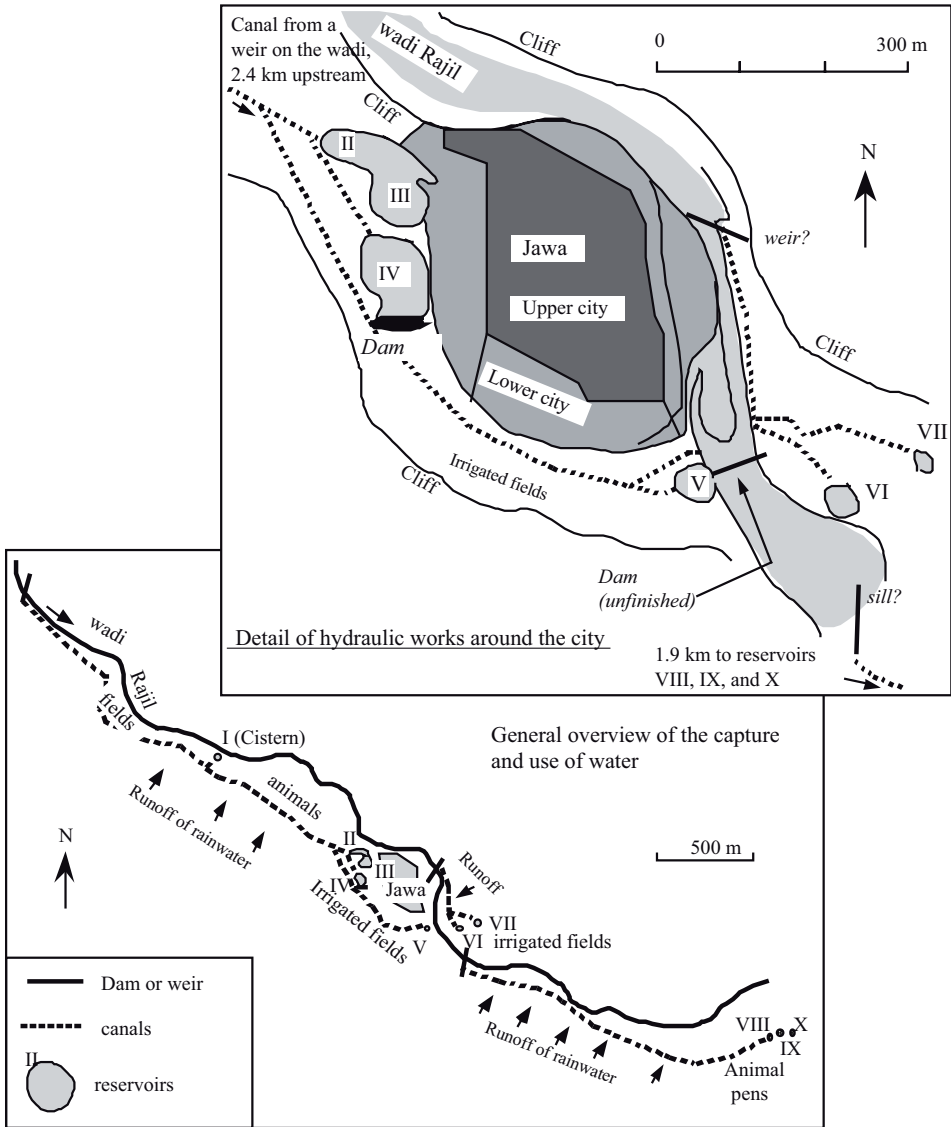 Canal from a
weir on the wadi,
2.4 km upstream
wadi Rajil
Cliff
0 300 m
Cliff
N
II
III
IV
Dam
Jawa
Upper city
Lower city
weir?
Cliff
Irrigated fields
Cliff
V
VII
VI
Dam
(unfinished)
sill?
Detail of hydraulic works around the city
1.9 km to reservoirs
VIII, IX, and X
wadi
Rajil
fields
I (Cistern)
General overview of the capture
and use of water
animals
Runoff of rainwater
N
500 m
II
III
IV
Jawa
Runoff
Irrigated fields
V
VII
VI irrigated fields
Runoff of rainwater
VIII X
IX
Animal
pens
Dam or weir
canals
II
reservoirs